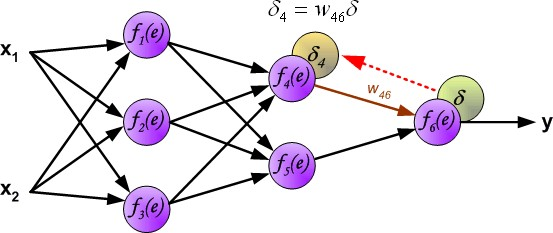 δ₄ = w₄₆δ
f₁(e)
x₁
δ₄
f₄(e)
w₄₆
δ
f₂(e)
f₆(e)
y
f₅(e)
x₂
f₃(e)